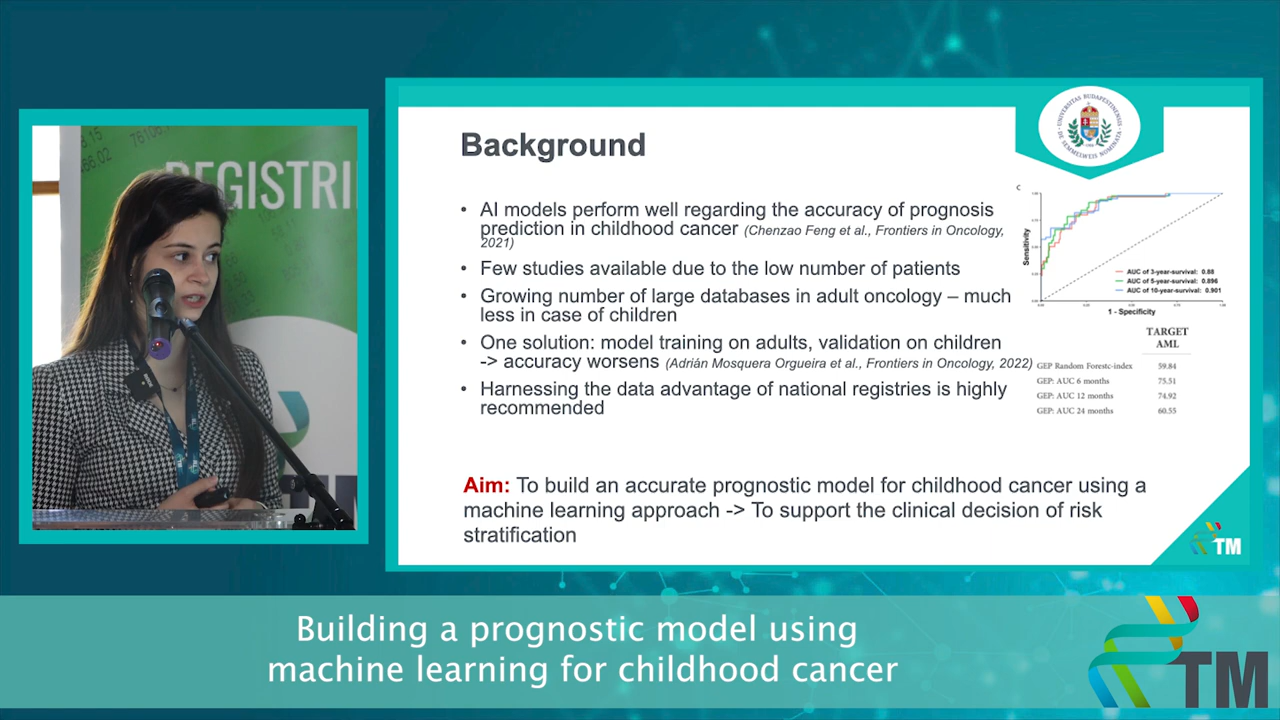 3.15
66.02
REGISTRI
Background
• AI models perform well regarding the accuracy of prognosis
prediction in childhood cancer (Chenzao Feng et al., Frontiers in Oncology,
2021)
• Few studies available due to the low number of patients
• Growing number of large databases in adult oncology – much
less in case of children
• One solution: model training on adults, validation on children
-> accuracy worsens (Adrián Mosquera Orgueira et al., Frontiers in Oncology, 2022)
• Harnessing the data advantage of national registries is highly
recommended
Aim: To build an accurate prognostic model for childhood cancer using a
machine learning approach -> To support the clinical decision of risk
stratification
C
Sensitivity
AUC of 3-year-survival: 0.88
AUC of 5-year-survival: 0.896
AUC of 10-year-survival: 0.901
1 - Specificity
TARGET
AML
GEP Random Forestc-index 59.84
GEP: AUC 6 months 75.51
GEP: AUC 12 months 74.92
GEP: AUC 24 months 60.55
TM
Building a prognostic model using
machine learning for childhood cancer
TM